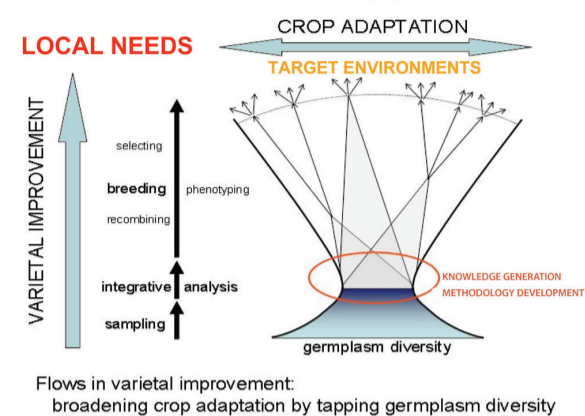 CROP ADAPTATION
LOCAL NEEDS
TARGET ENVIRONMENTS
VARIETAL IMPROVEMENT
selecting
breeding
phenotyping
recombining
integrative
analysis
sampling
KNOWLEDGE GENERATION
METHODOLOGY DEVELOPMENT
germplasm diversity
Flows in varietal improvement:
broadening crop adaptation by tapping germplasm diversity